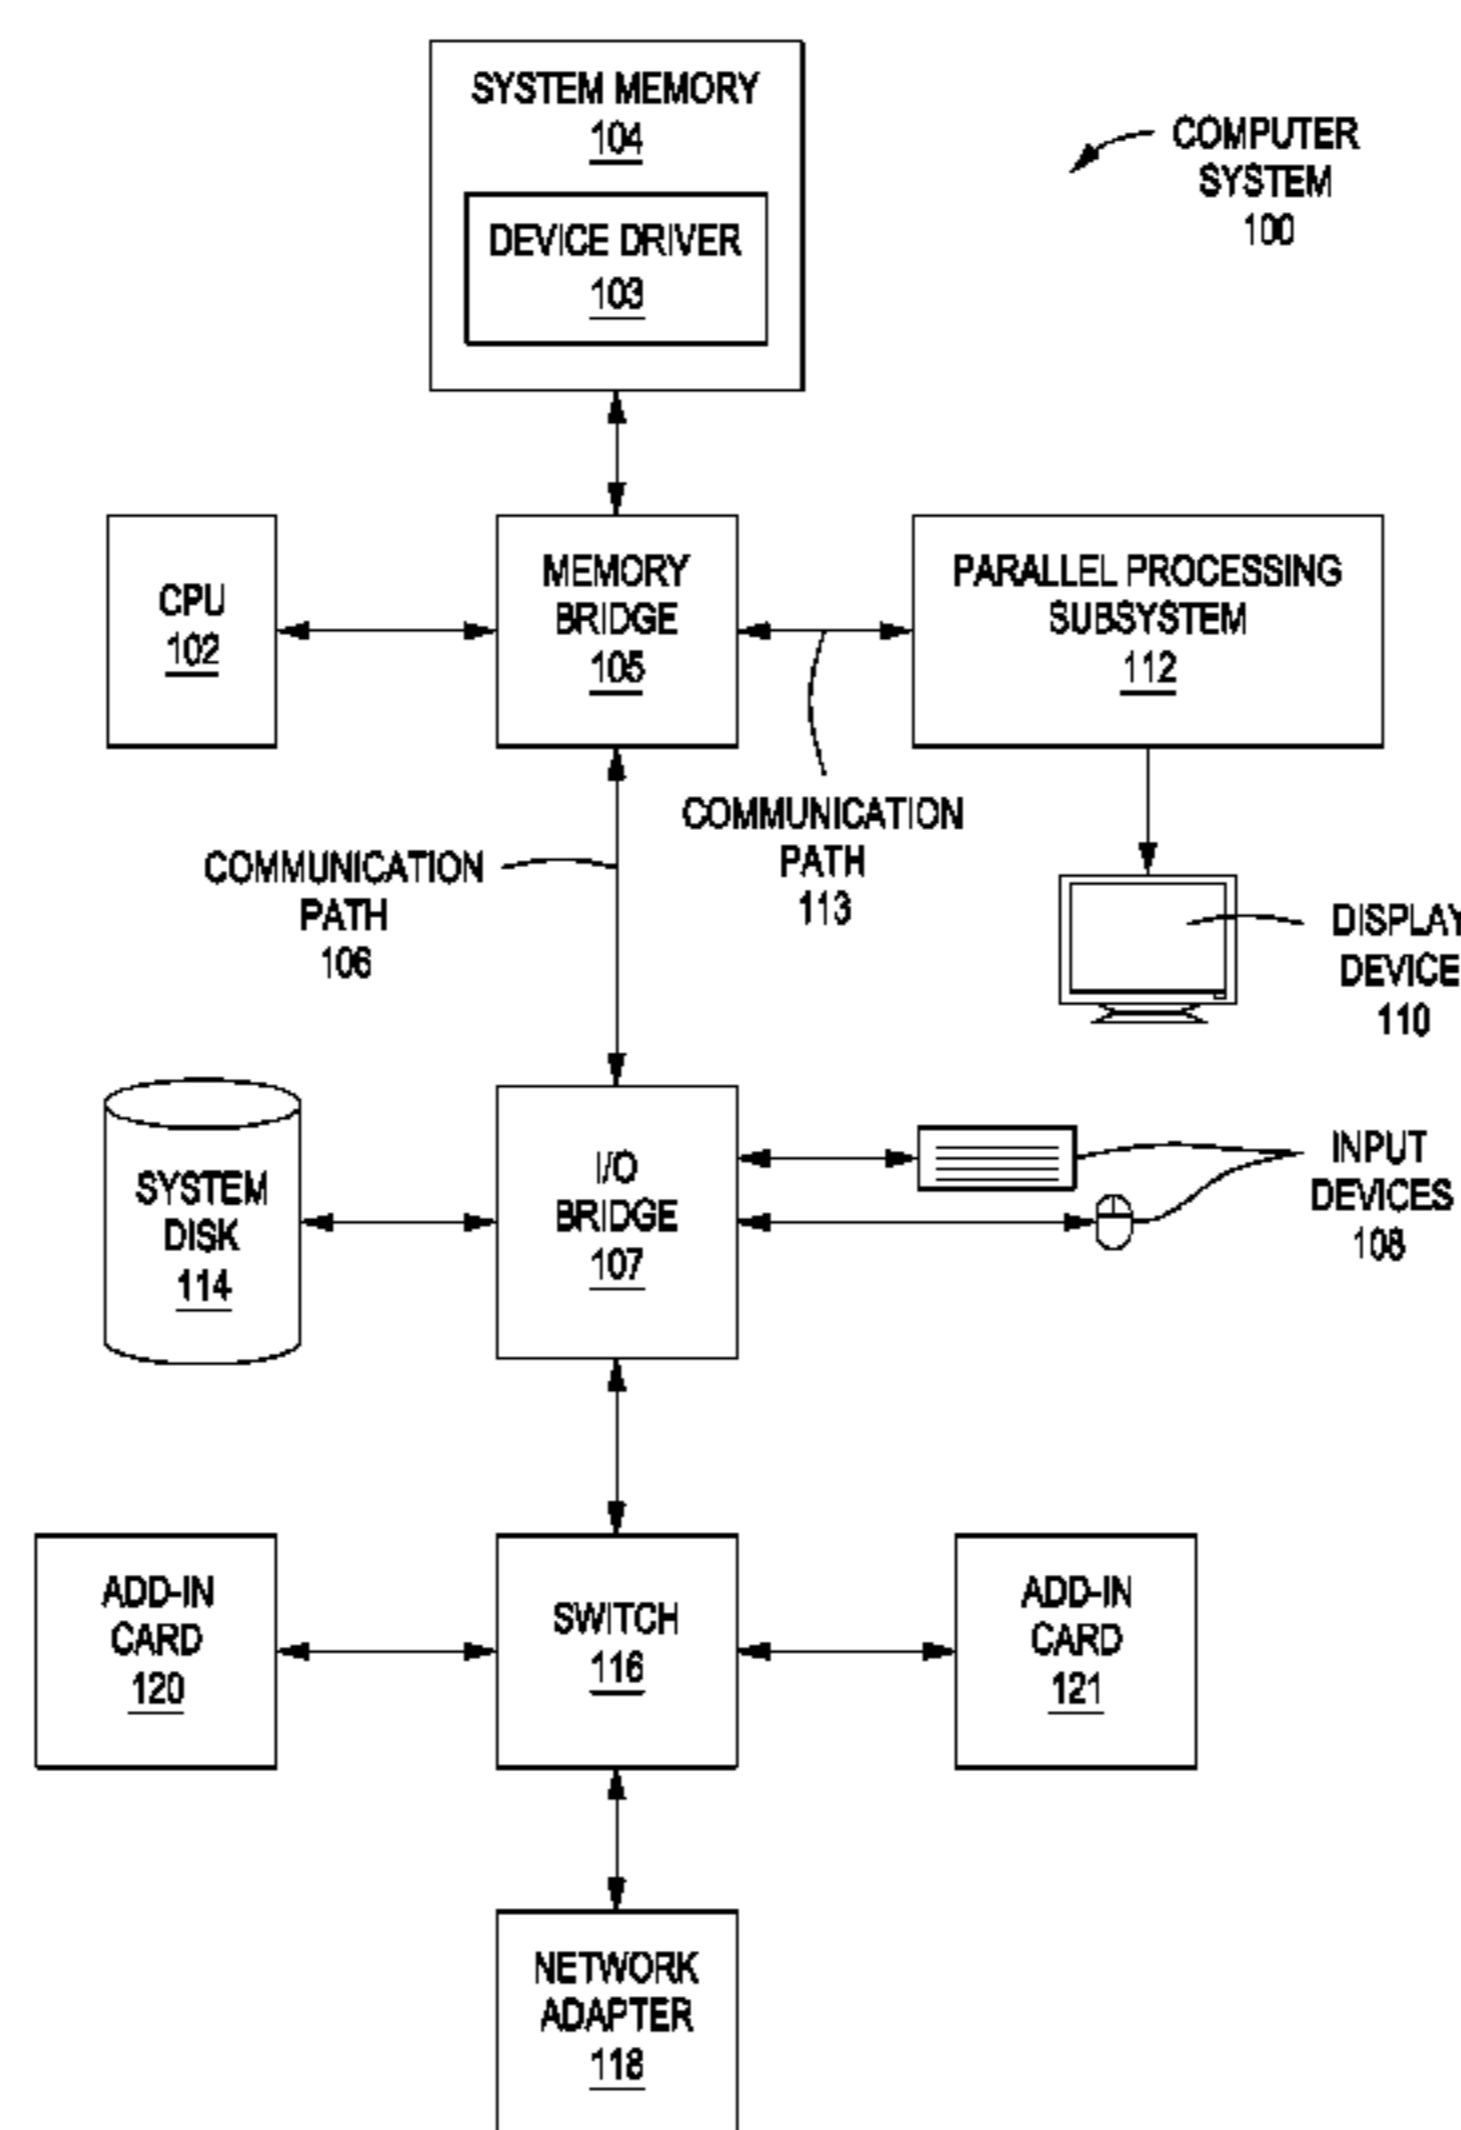 SYSTEM MEMORY
104
DEVICE DRIVER
103
COMPUTER
SYSTEM
100
CPU
102
MEMORY
BRIDGE
105
PARALLEL PROCESSING
SUBSYSTEM
112
COMMUNICATION
PATH
113
COMMUNICATION
PATH
106
DISPLAY
DEVICE
110
SYSTEM
DISK
114
I/O
BRIDGE
107
INPUT
DEVICES
108
ADD-IN
CARD
120
SWITCH
116
ADD-IN
CARD
121
NETWORK
ADAPTER
118